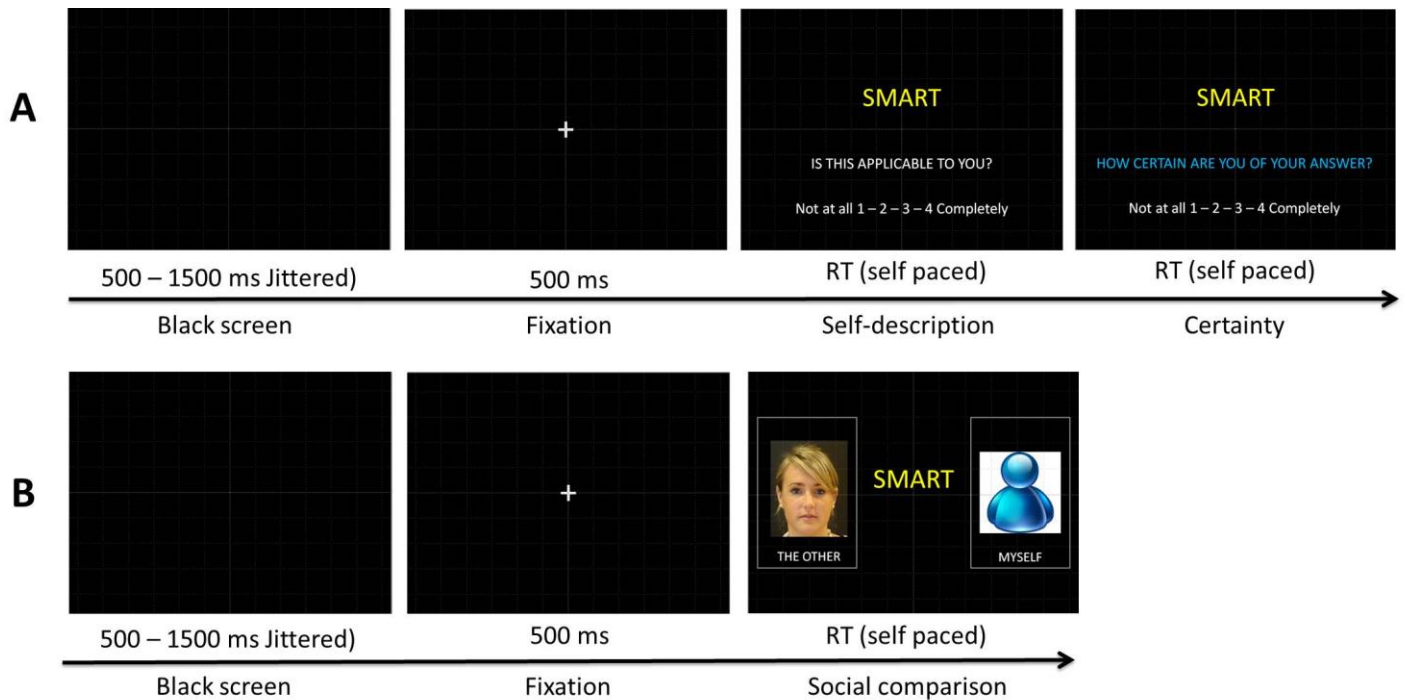 A
SMART
IS THIS APPLICABLE TO YOU?
Not at all 1 – 2 – 3 – 4 Completely
SMART
HOW CERTAIN ARE YOU OF YOUR ANSWER?
Not at all 1 – 2 – 3 – 4 Completely
500 – 1500 ms Jittered)
500 ms
RT (self paced)
RT (self paced)
Black screen
Fixation
Self-description
Certainty
B
SMART
THE OTHER
MYSELF
500 – 1500 ms Jittered)
500 ms
RT (self paced)
Black screen
Fixation
Social comparison